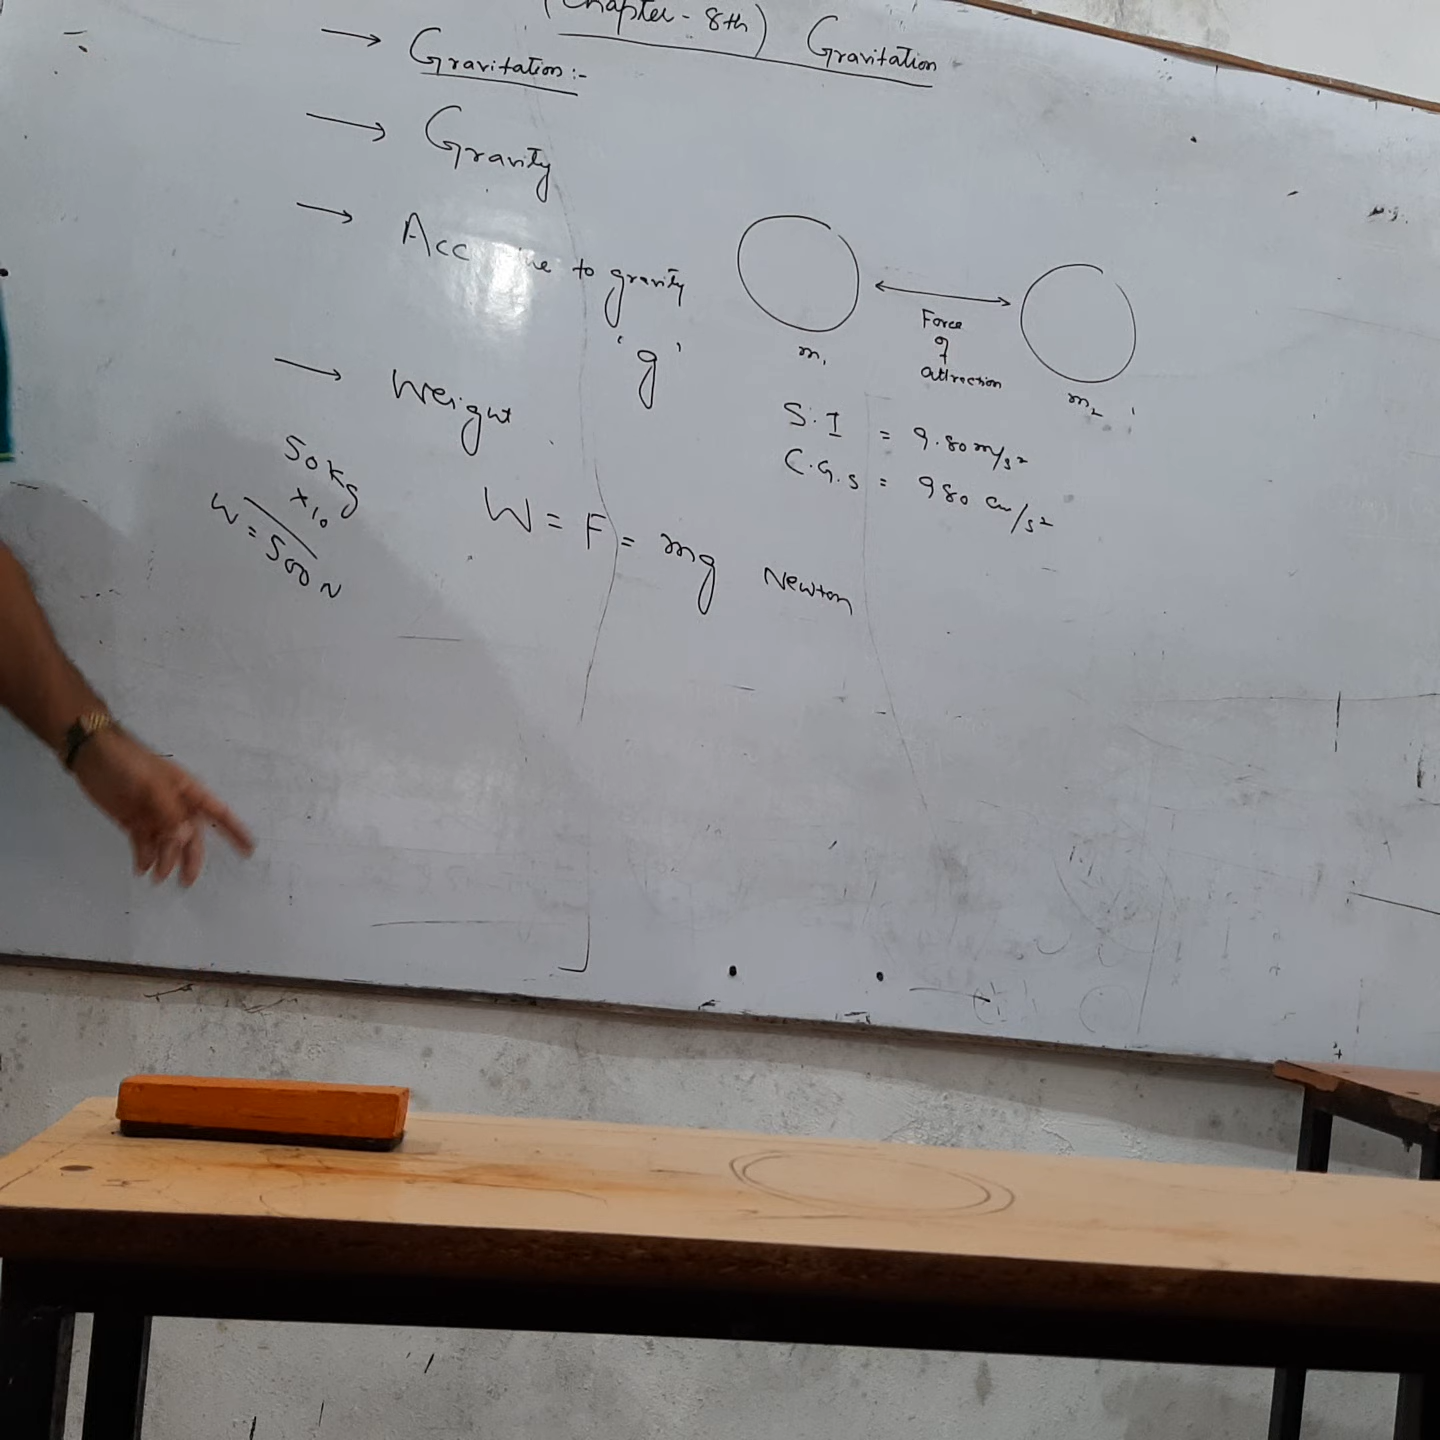 (Chapter - 8th) Gravitation
→ Gravitation :-
→ Gravity
→ Acc to gravity
'g'
m₁
Force
of
attraction
m₂
→ Weight
S.I = 9.80 m/s²
C.G.S = 980 cm/s²
50 kg
×10
W = 500 N
W = F = mg Newton